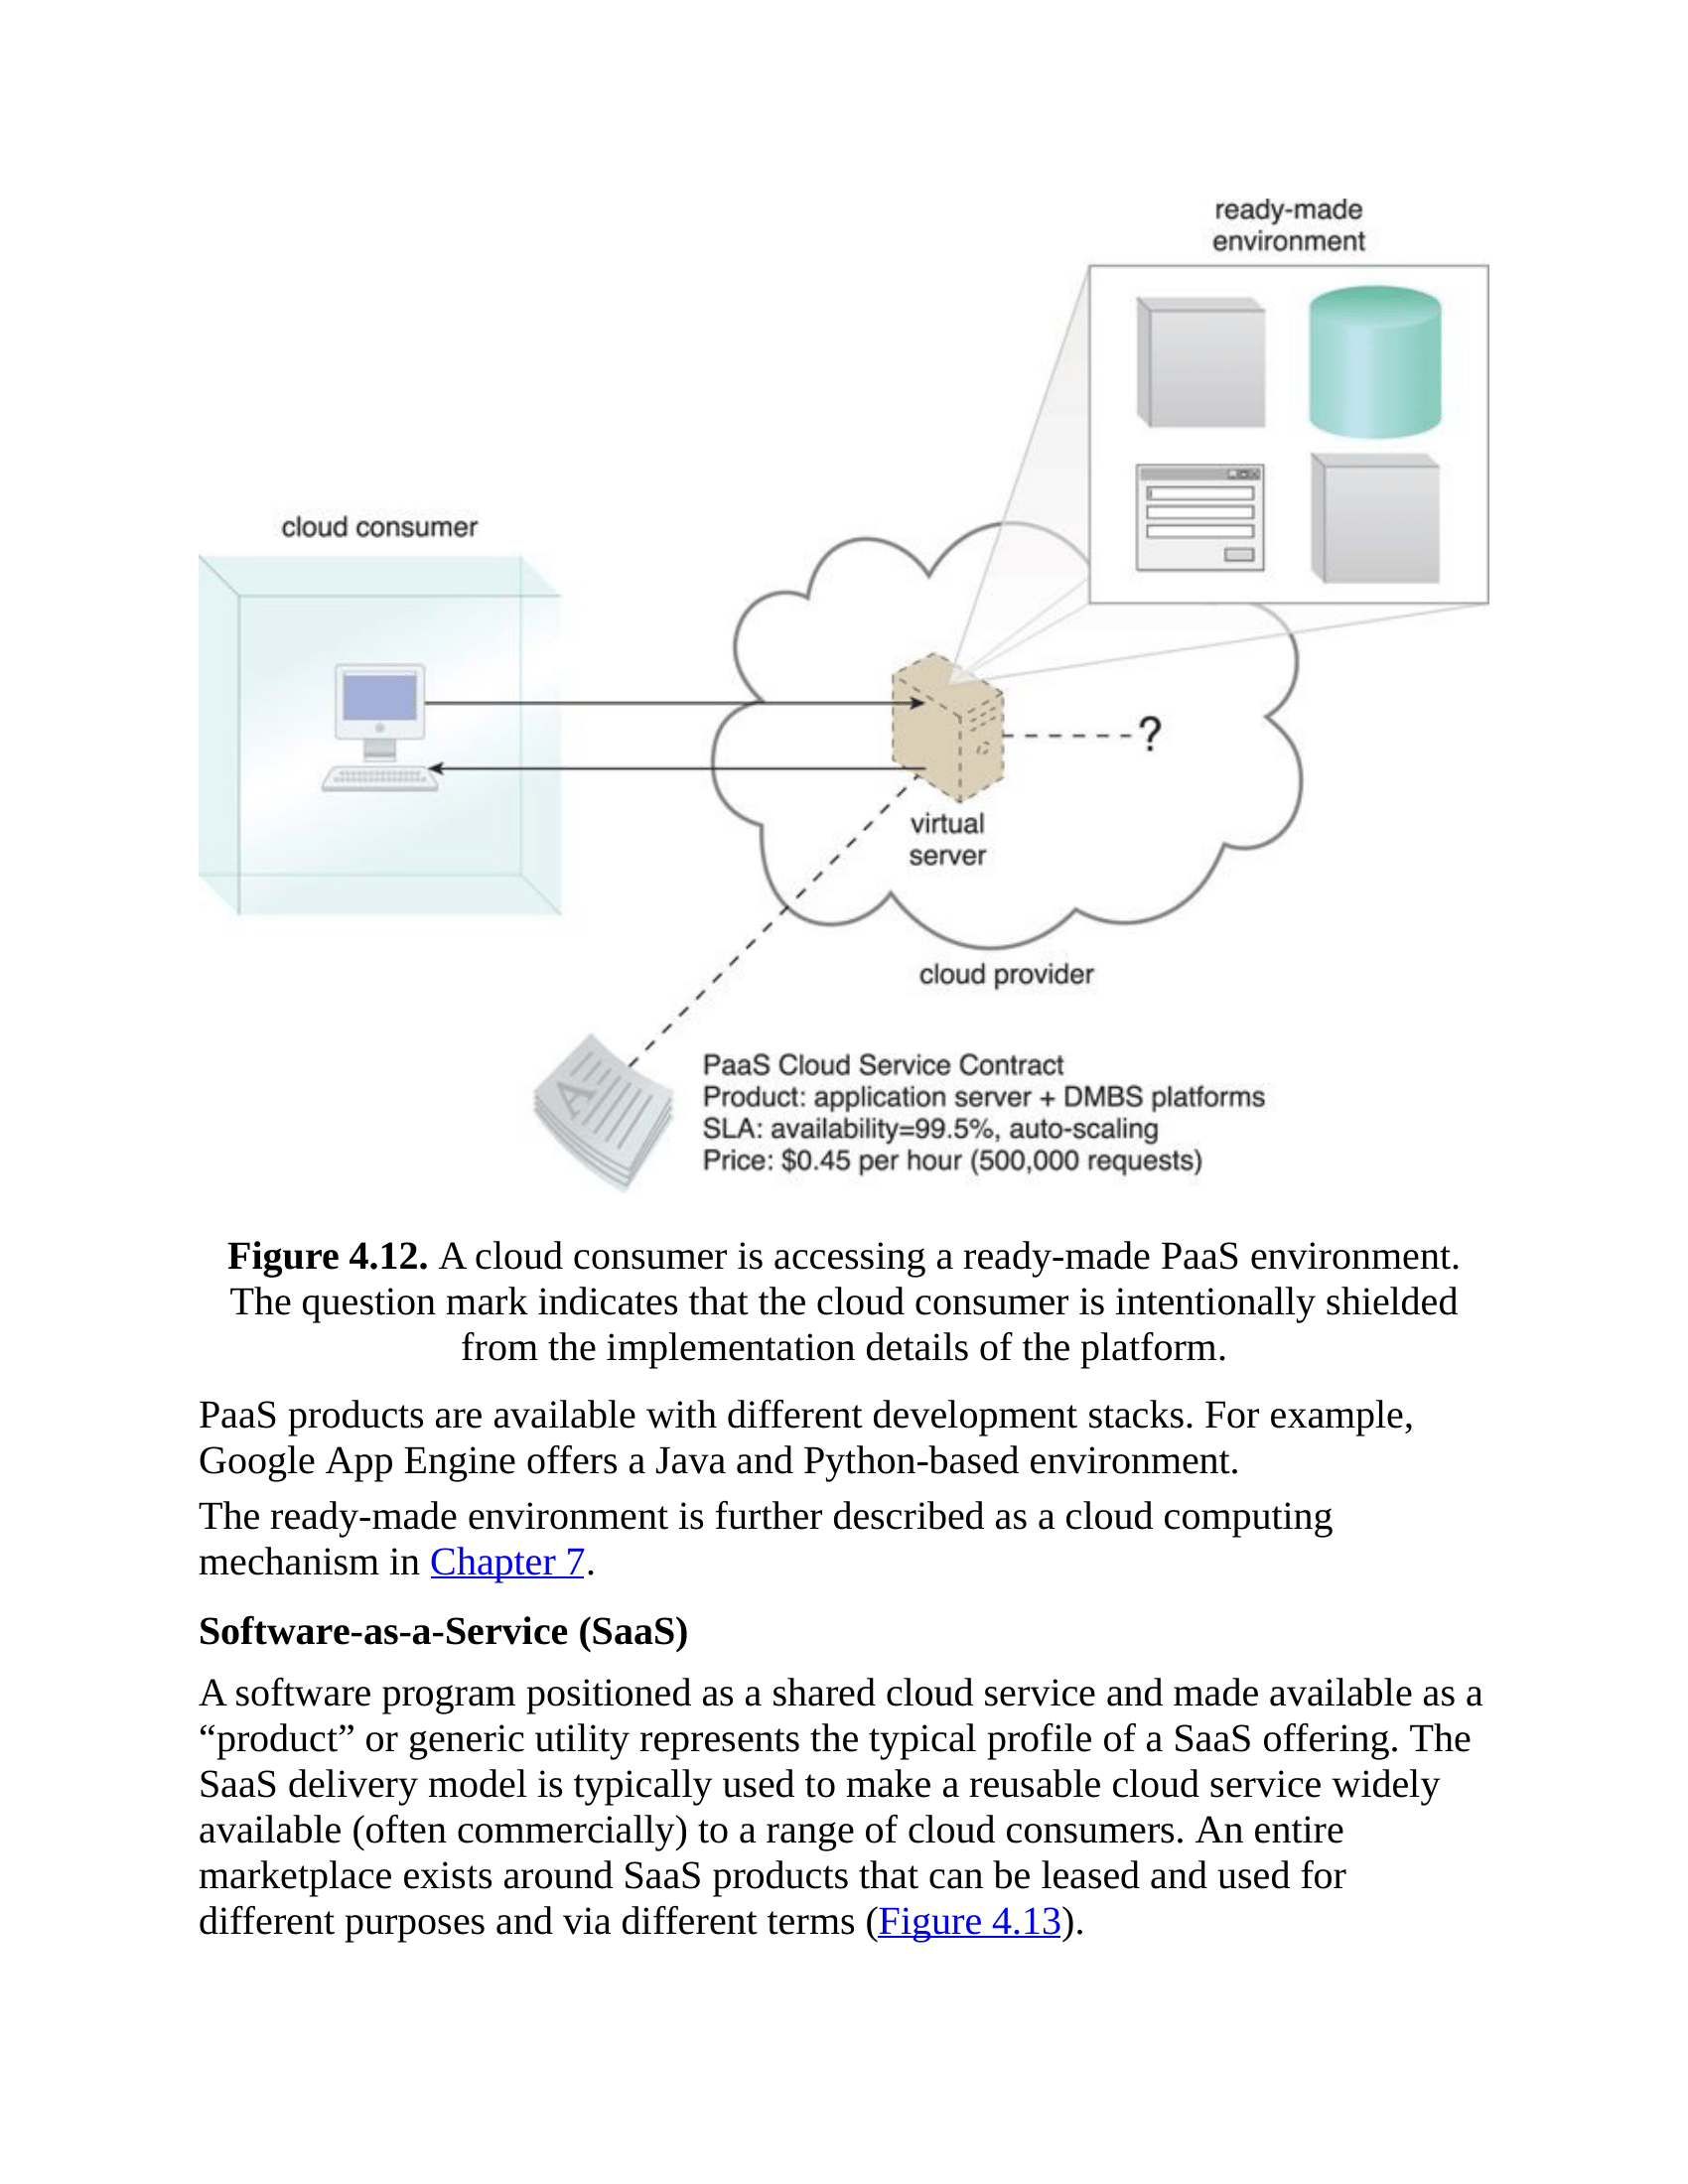 ready-made
environment
cloud consumer
?
virtual
server
cloud provider
A
PaaS Cloud Service Contract
Product: application server + DMBS platforms
SLA: availability=99.5%, auto-scaling
Price: $0.45 per hour (500,000 requests)
Figure 4.12. A cloud consumer is accessing a ready-made PaaS environment.
The question mark indicates that the cloud consumer is intentionally shielded
from the implementation details of the platform.
PaaS products are available with different development stacks. For example,
Google App Engine offers a Java and Python-based environment.
The ready-made environment is further described as a cloud computing
mechanism in Chapter 7.
Software-as-a-Service (SaaS)
A software program positioned as a shared cloud service and made available as a
“product” or generic utility represents the typical profile of a SaaS offering. The
SaaS delivery model is typically used to make a reusable cloud service widely
available (often commercially) to a range of cloud consumers. An entire
marketplace exists around SaaS products that can be leased and used for
different purposes and via different terms (Figure 4.13).